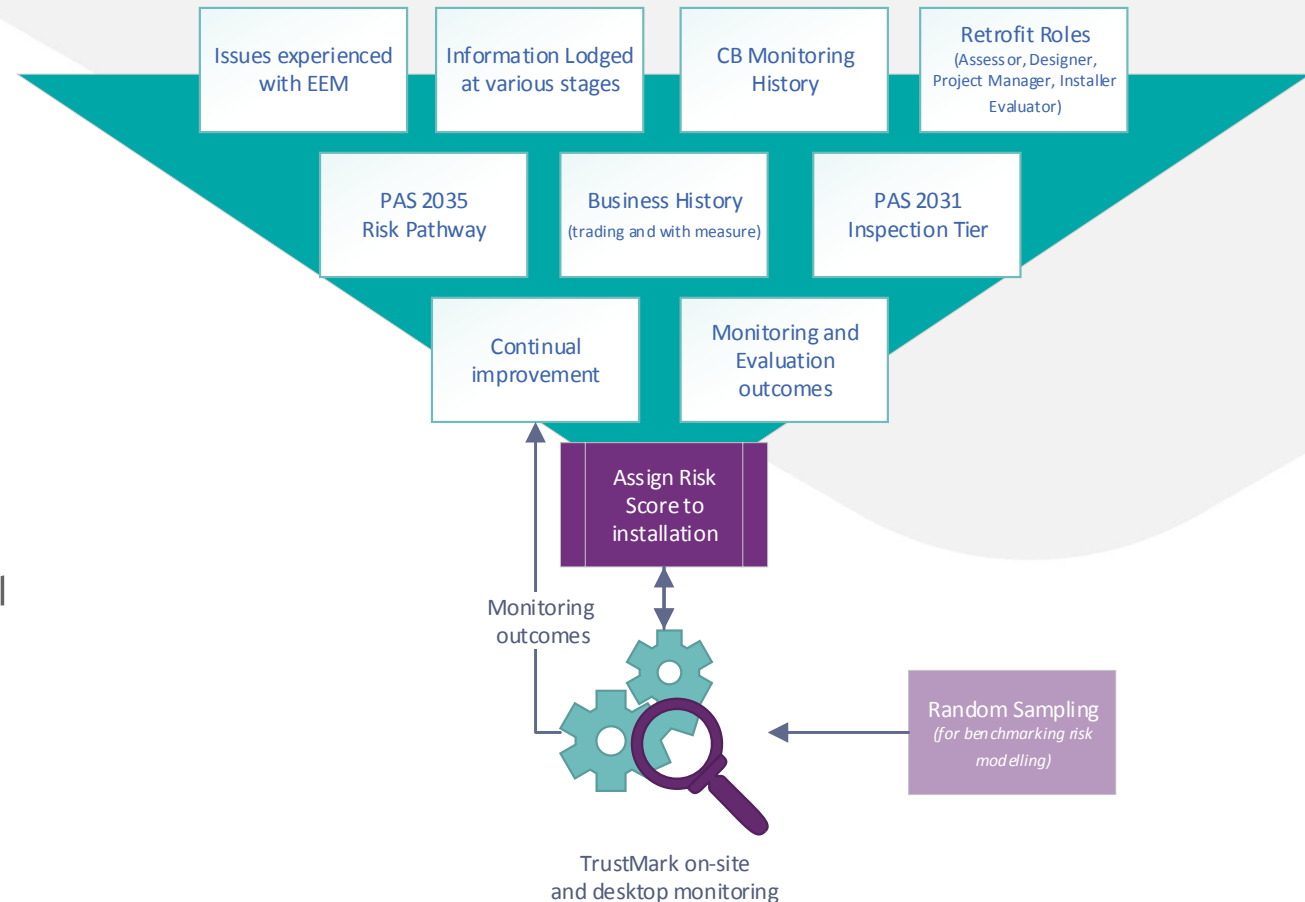 Issues experienced
with EEM
Information Lodged
at various stages
CB Monitoring
History
Retrofit Roles
(Assessor, Designer,
Project Manager, Installer
Evaluator)
PAS 2035
Risk Pathway
Business History
(trading and with measure)
PAS 2031
Inspection Tier
Continual
improvement
Monitoring and
Evaluation
outcomes
Assign Risk
Score to
installation
Monitoring
outcomes
Random Sampling
(for benchmarking risk
modelling)
TrustMark on-site
and desktop monitoring